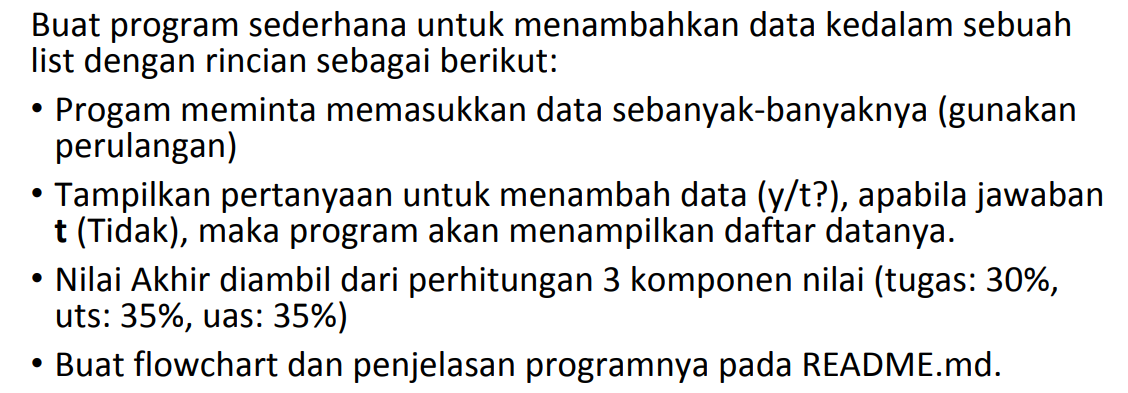 Buat program sederhana untuk menambahkan data kedalam sebuah
list dengan rincian sebagai berikut:
• Progam meminta memasukkan data sebanyak-banyaknya (gunakan
perulangan)
• Tampilkan pertanyaan untuk menambah data (y/t?), apabila jawaban
t (Tidak), maka program akan menampilkan daftar datanya.
• Nilai Akhir diambil dari perhitungan 3 komponen nilai (tugas: 30%,
uts: 35%, uas: 35%)
• Buat flowchart dan penjelasan programnya pada README.md.